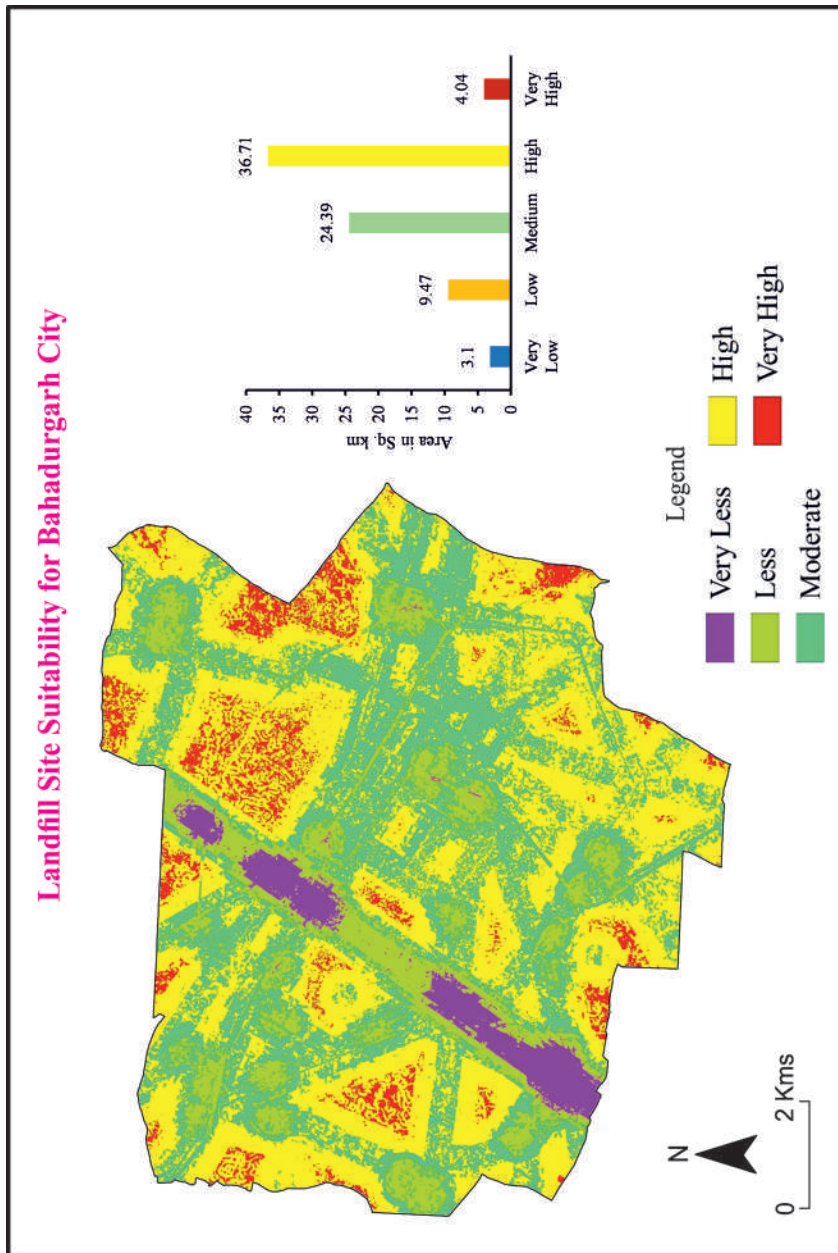 Landfill Site Suitability for Bahadurgarh City
40
35
30
25
20
15
10
5
0
Area in Sq. km
3.1
9.47
24.39
36.71
4.04
Very
Low
Low
Medium
High
Very
High
Legend
Very Less
Less
Moderate
High
Very High
N
0 2 Kms